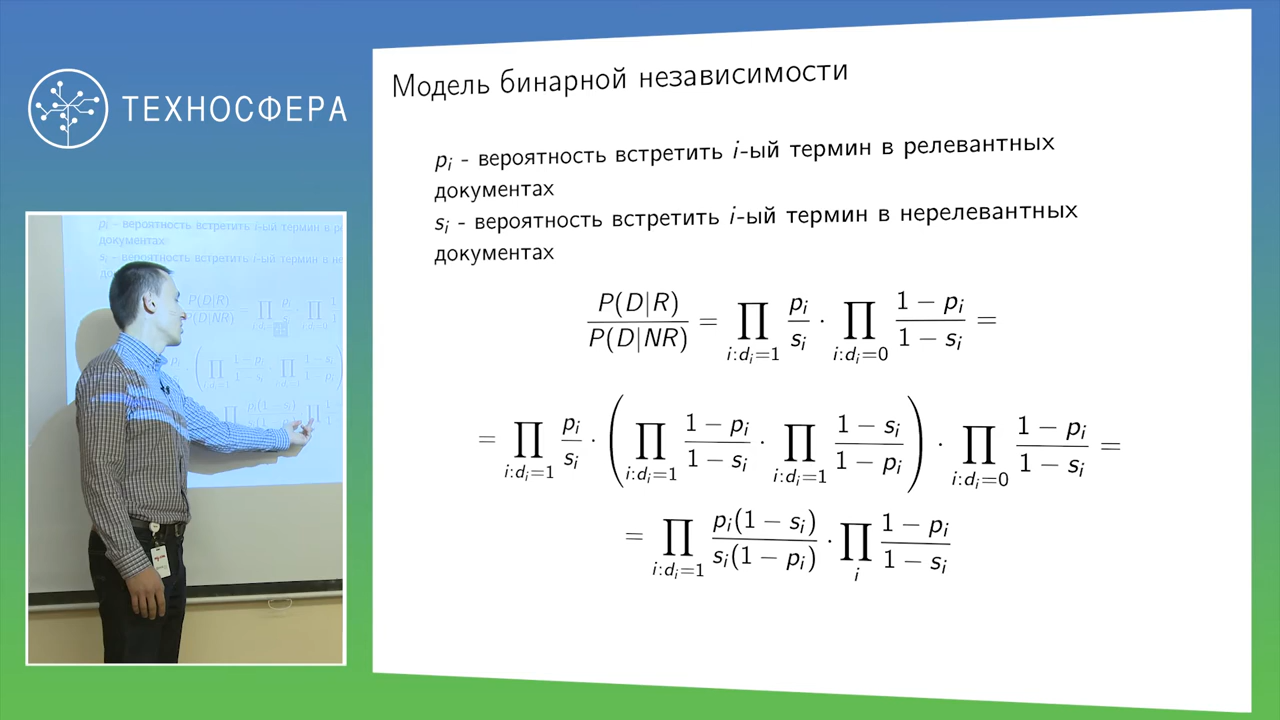 ТЕХНОСФЕРА
Модель бинарной независимости
p_i - вероятность встретить i-ый термин в релевантных
документах
s_i - вероятность встретить i-ый термин в нерелевантных
документах
P(D|R)/P(D|NR) = ∏_{i:d_i=1} p_i/s_i · ∏_{i:d_i=0} (1 − p_i)/(1 − s_i) =
= ∏_{i:d_i=1} p_i/s_i · (∏_{i:d_i=1} (1 − p_i)/(1 − s_i) · ∏_{i:d_i=1} (1 − s_i)/(1 − p_i)) · ∏_{i:d_i=0} (1 − p_i)/(1 − s_i) =
= ∏_{i:d_i=1} p_i(1 − s_i)/s_i(1 − p_i) · ∏_i (1 − p_i)/(1 − s_i)